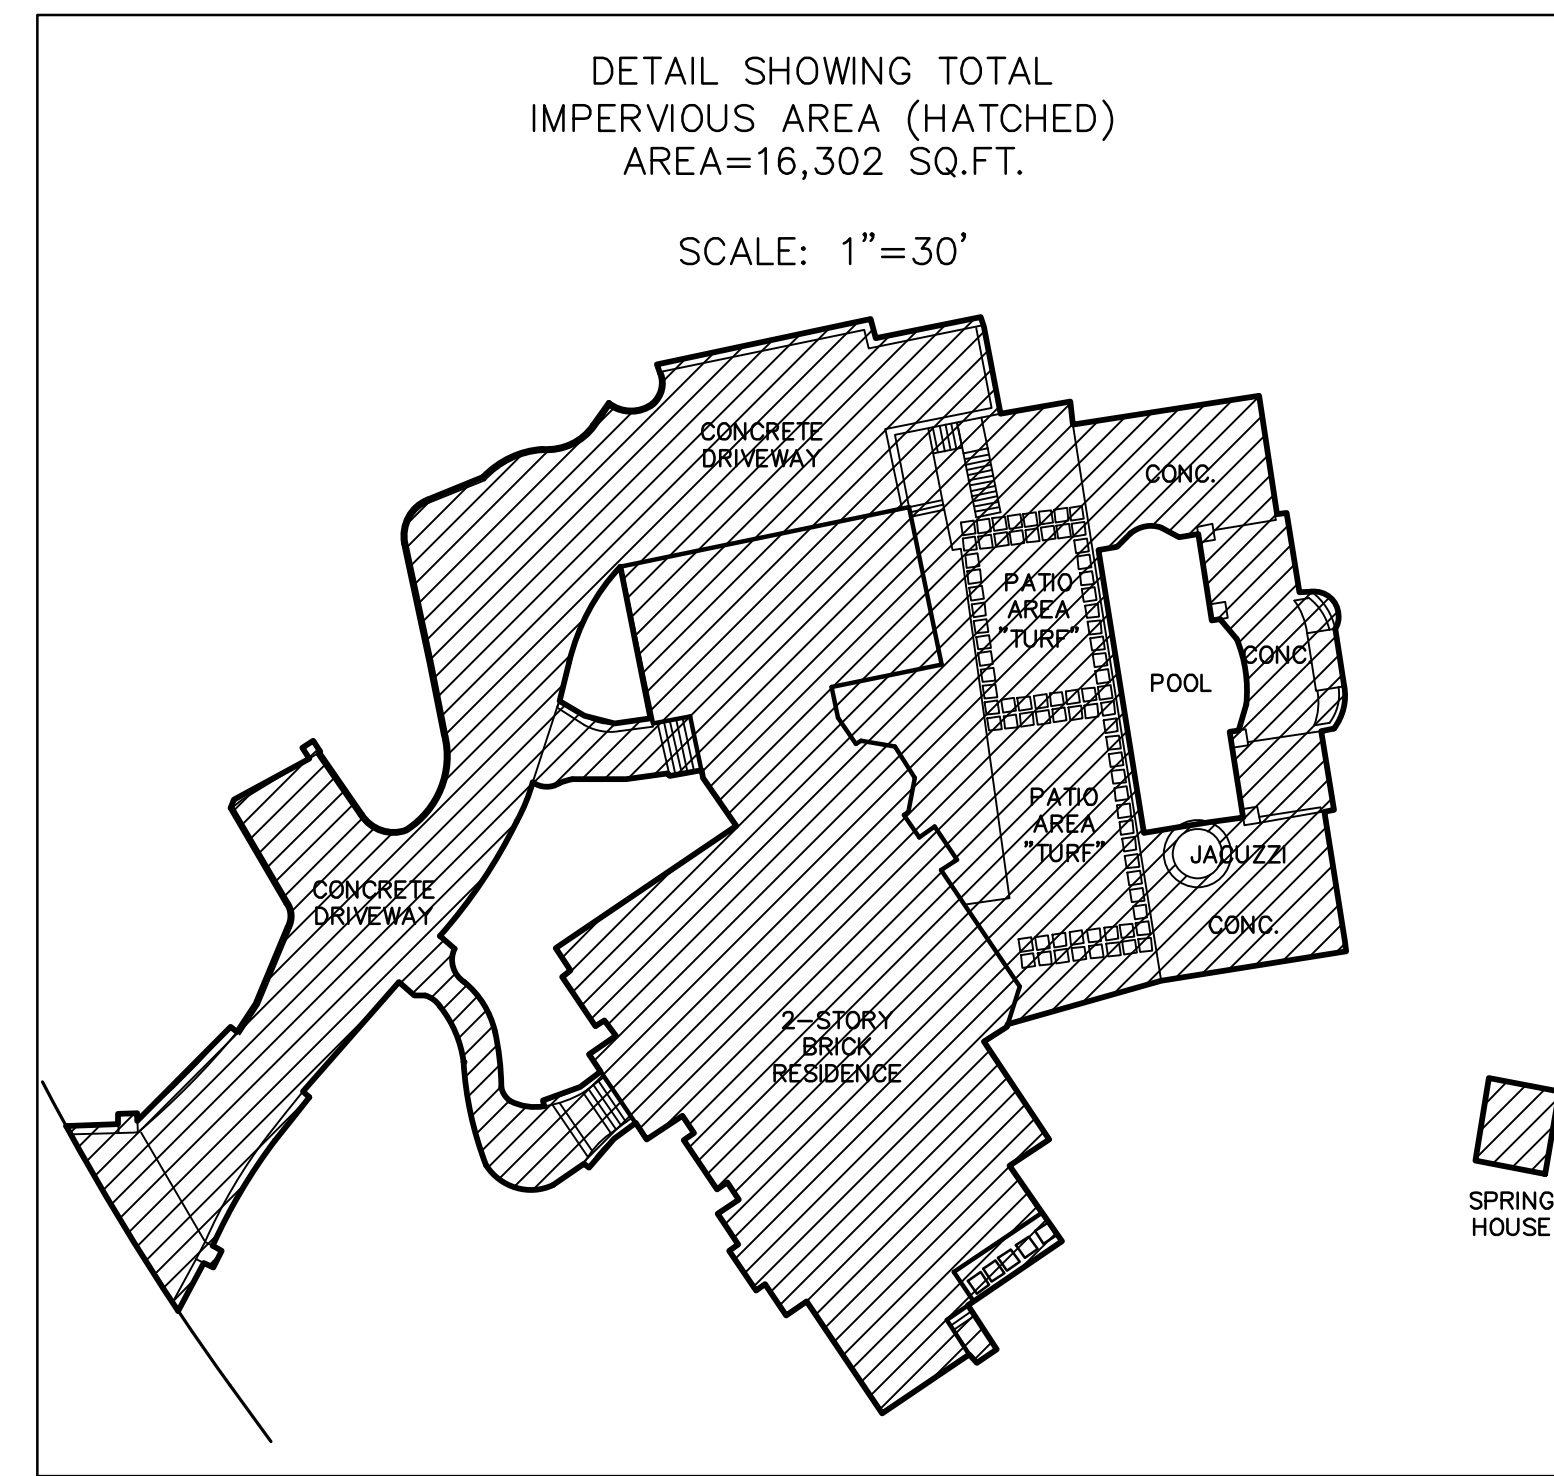 DETAIL SHOWING TOTAL
IMPERVIOUS AREA (HATCHED)
AREA=16,302 SQ.FT.
SCALE: 1"=30'
CONCRETE
DRIVEWAY
CONC.
PATIO
AREA
"TURF"
CONC.
POOL
PATIO
AREA
"TURF"
JACUZZI
CONCRETE
DRIVEWAY
CONC.
2-STORY
BRICK
RESIDENCE
SPRING
HOUSE